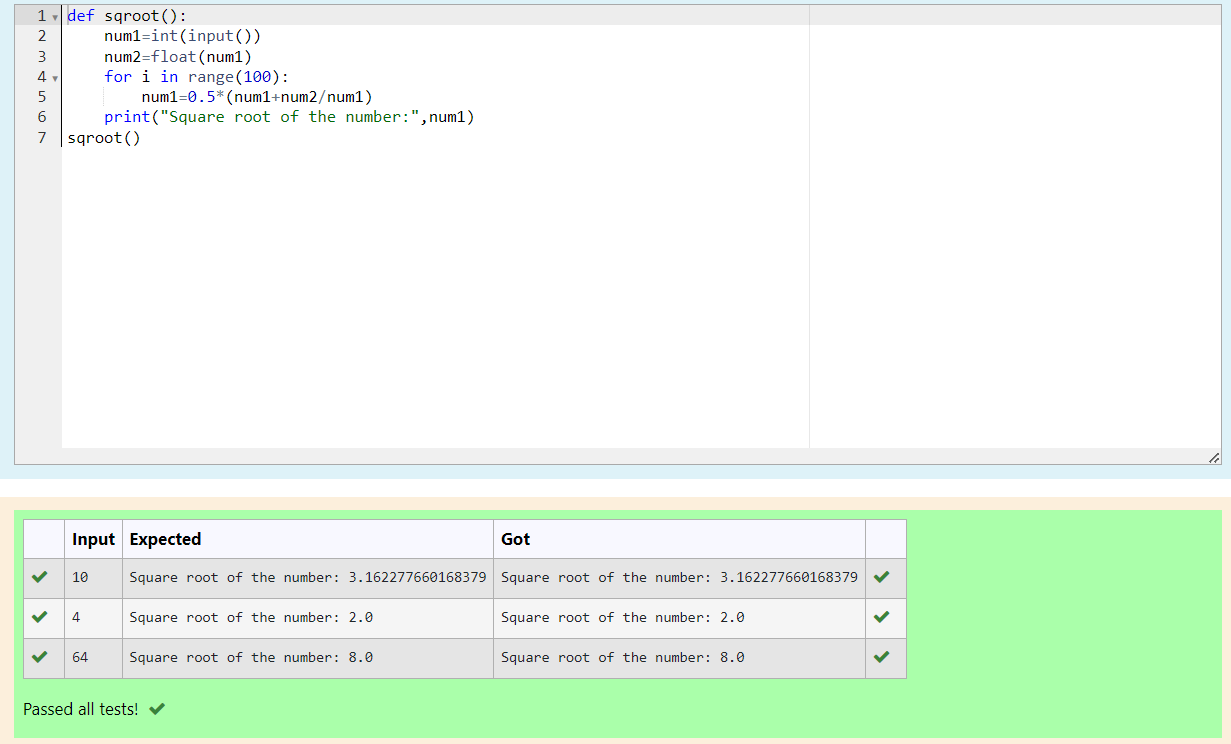 1 def sqroot():
2     num1=int(input())
3     num2=float(num1)
4     for i in range(100):
5         num1=0.5*(num1+num2/num1)
6     print("Square root of the number:",num1)
7 sqroot()
Input Expected Got
10 Square root of the number: 3.162277660168379 Square root of the number: 3.162277660168379
4 Square root of the number: 2.0 Square root of the number: 2.0
64 Square root of the number: 8.0 Square root of the number: 8.0
Passed all tests!